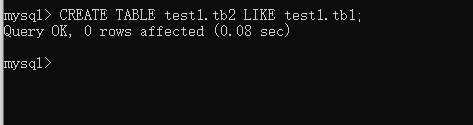 mysql> CREATE TABLE test1.tb2 LIKE test1.tb1;
Query OK, 0 rows affected (0.08 sec)
mysql>